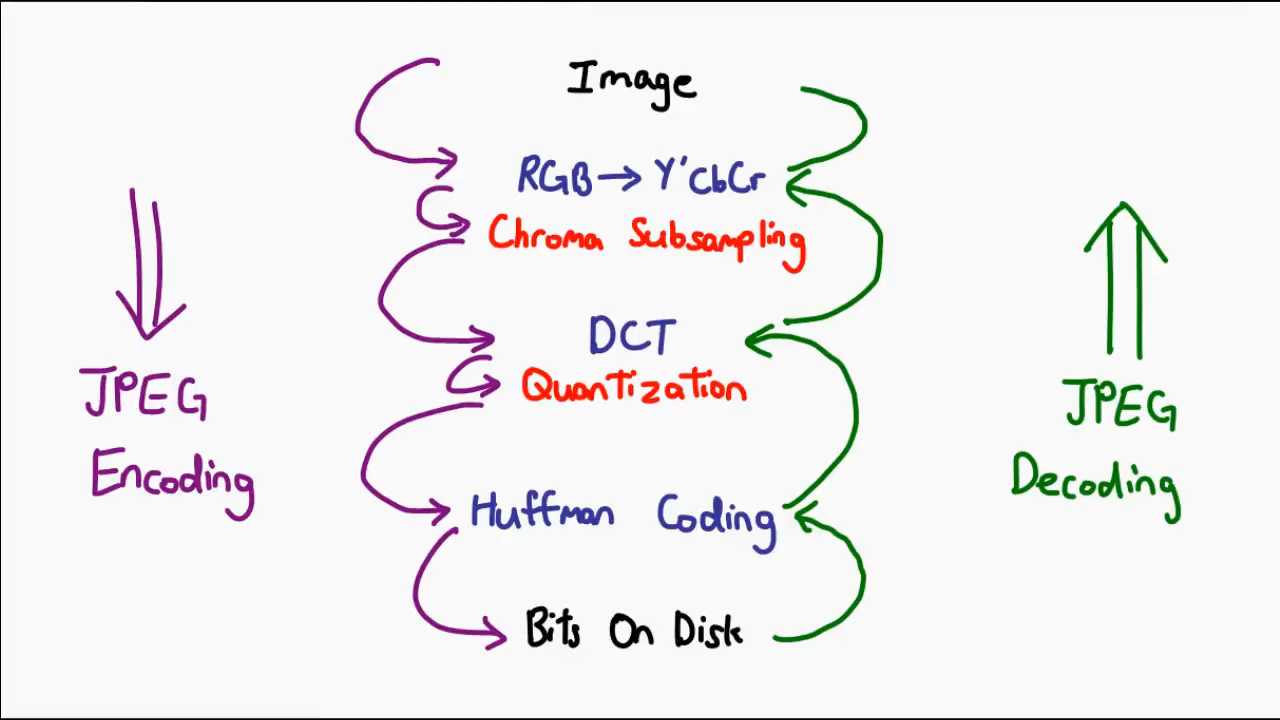 Image
RGB → Y'CbCr
Chroma Subsampling
DCT
Quantization
Huffman Coding
Bits On Disk
JPEG
Encoding
JPEG
Decoding